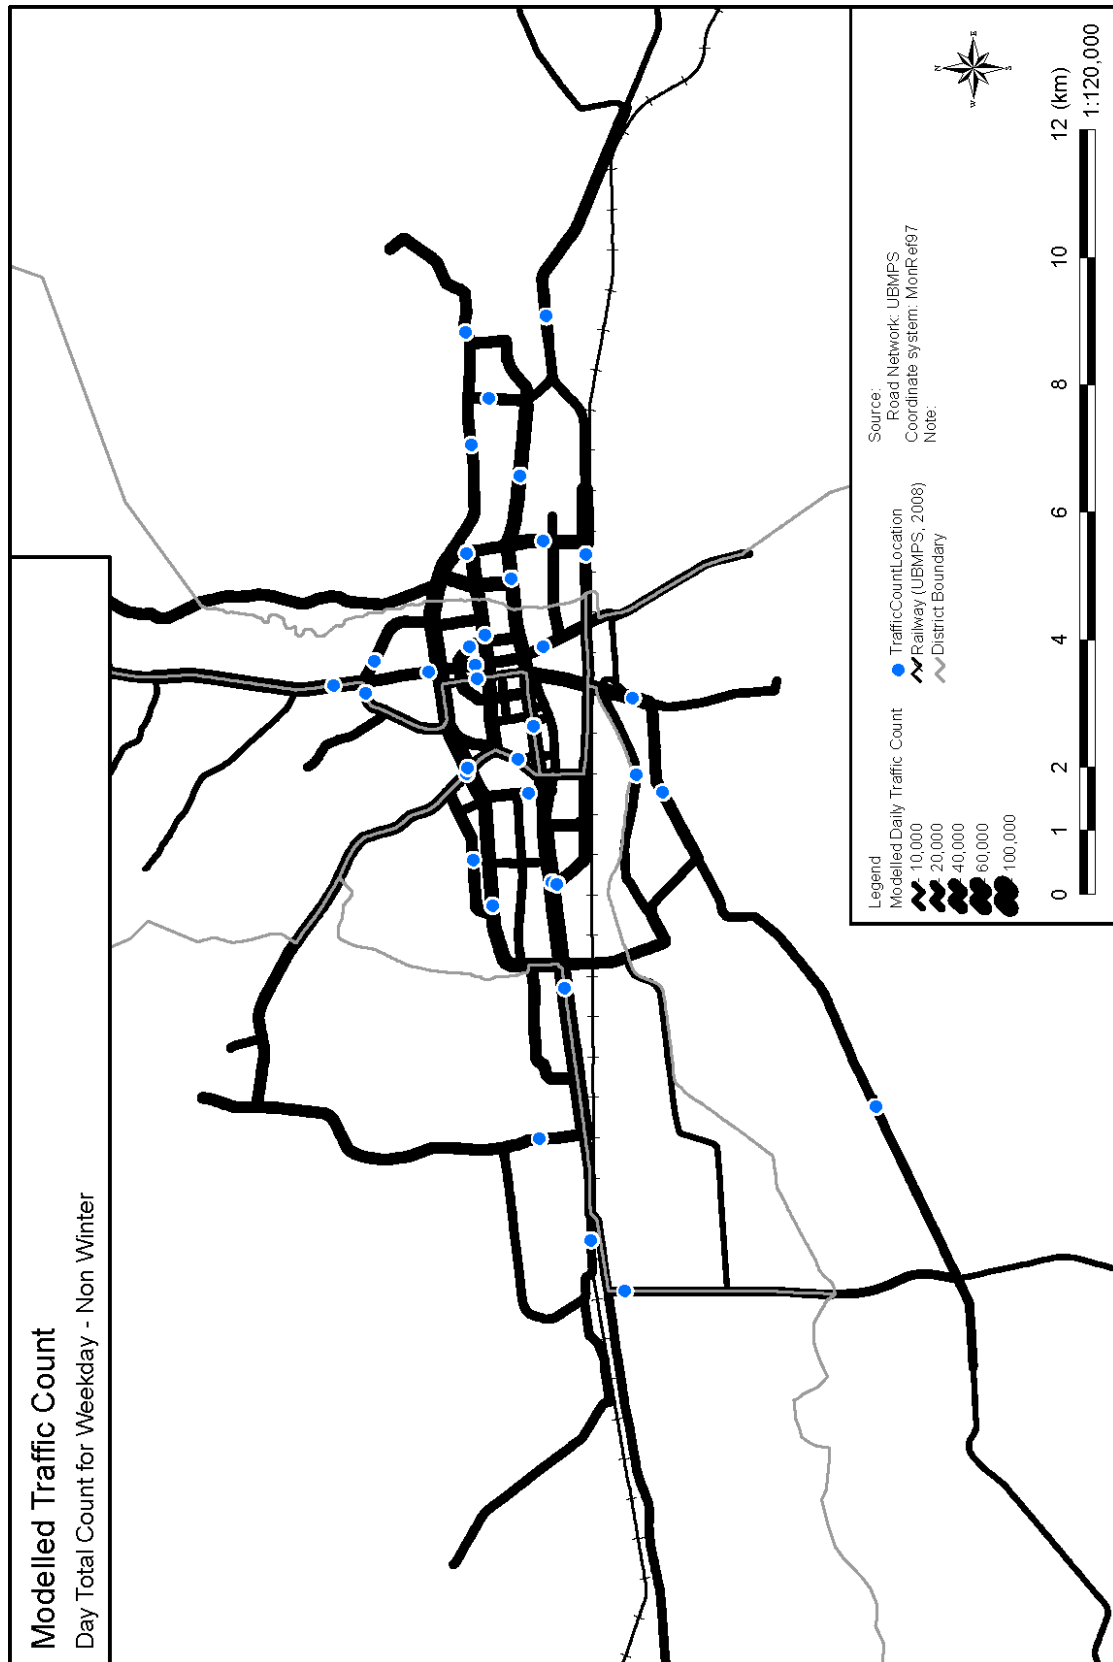 Modelled Traffic Count
Day Total Count for Weekday - Non Winter
N
E
S
W
Legend
Modelled Daily Traffic Count
- 10,000
- 20,000
40,000
60,000
100,000
TrafficCountLocation
Railway (UBMPS, 2008)
District Boundary
Source:
Road Network: UBMPS
Coordinate system: MonRef97
Note:
0 1 2 4 6 8 10 12 (km)
1:120,000